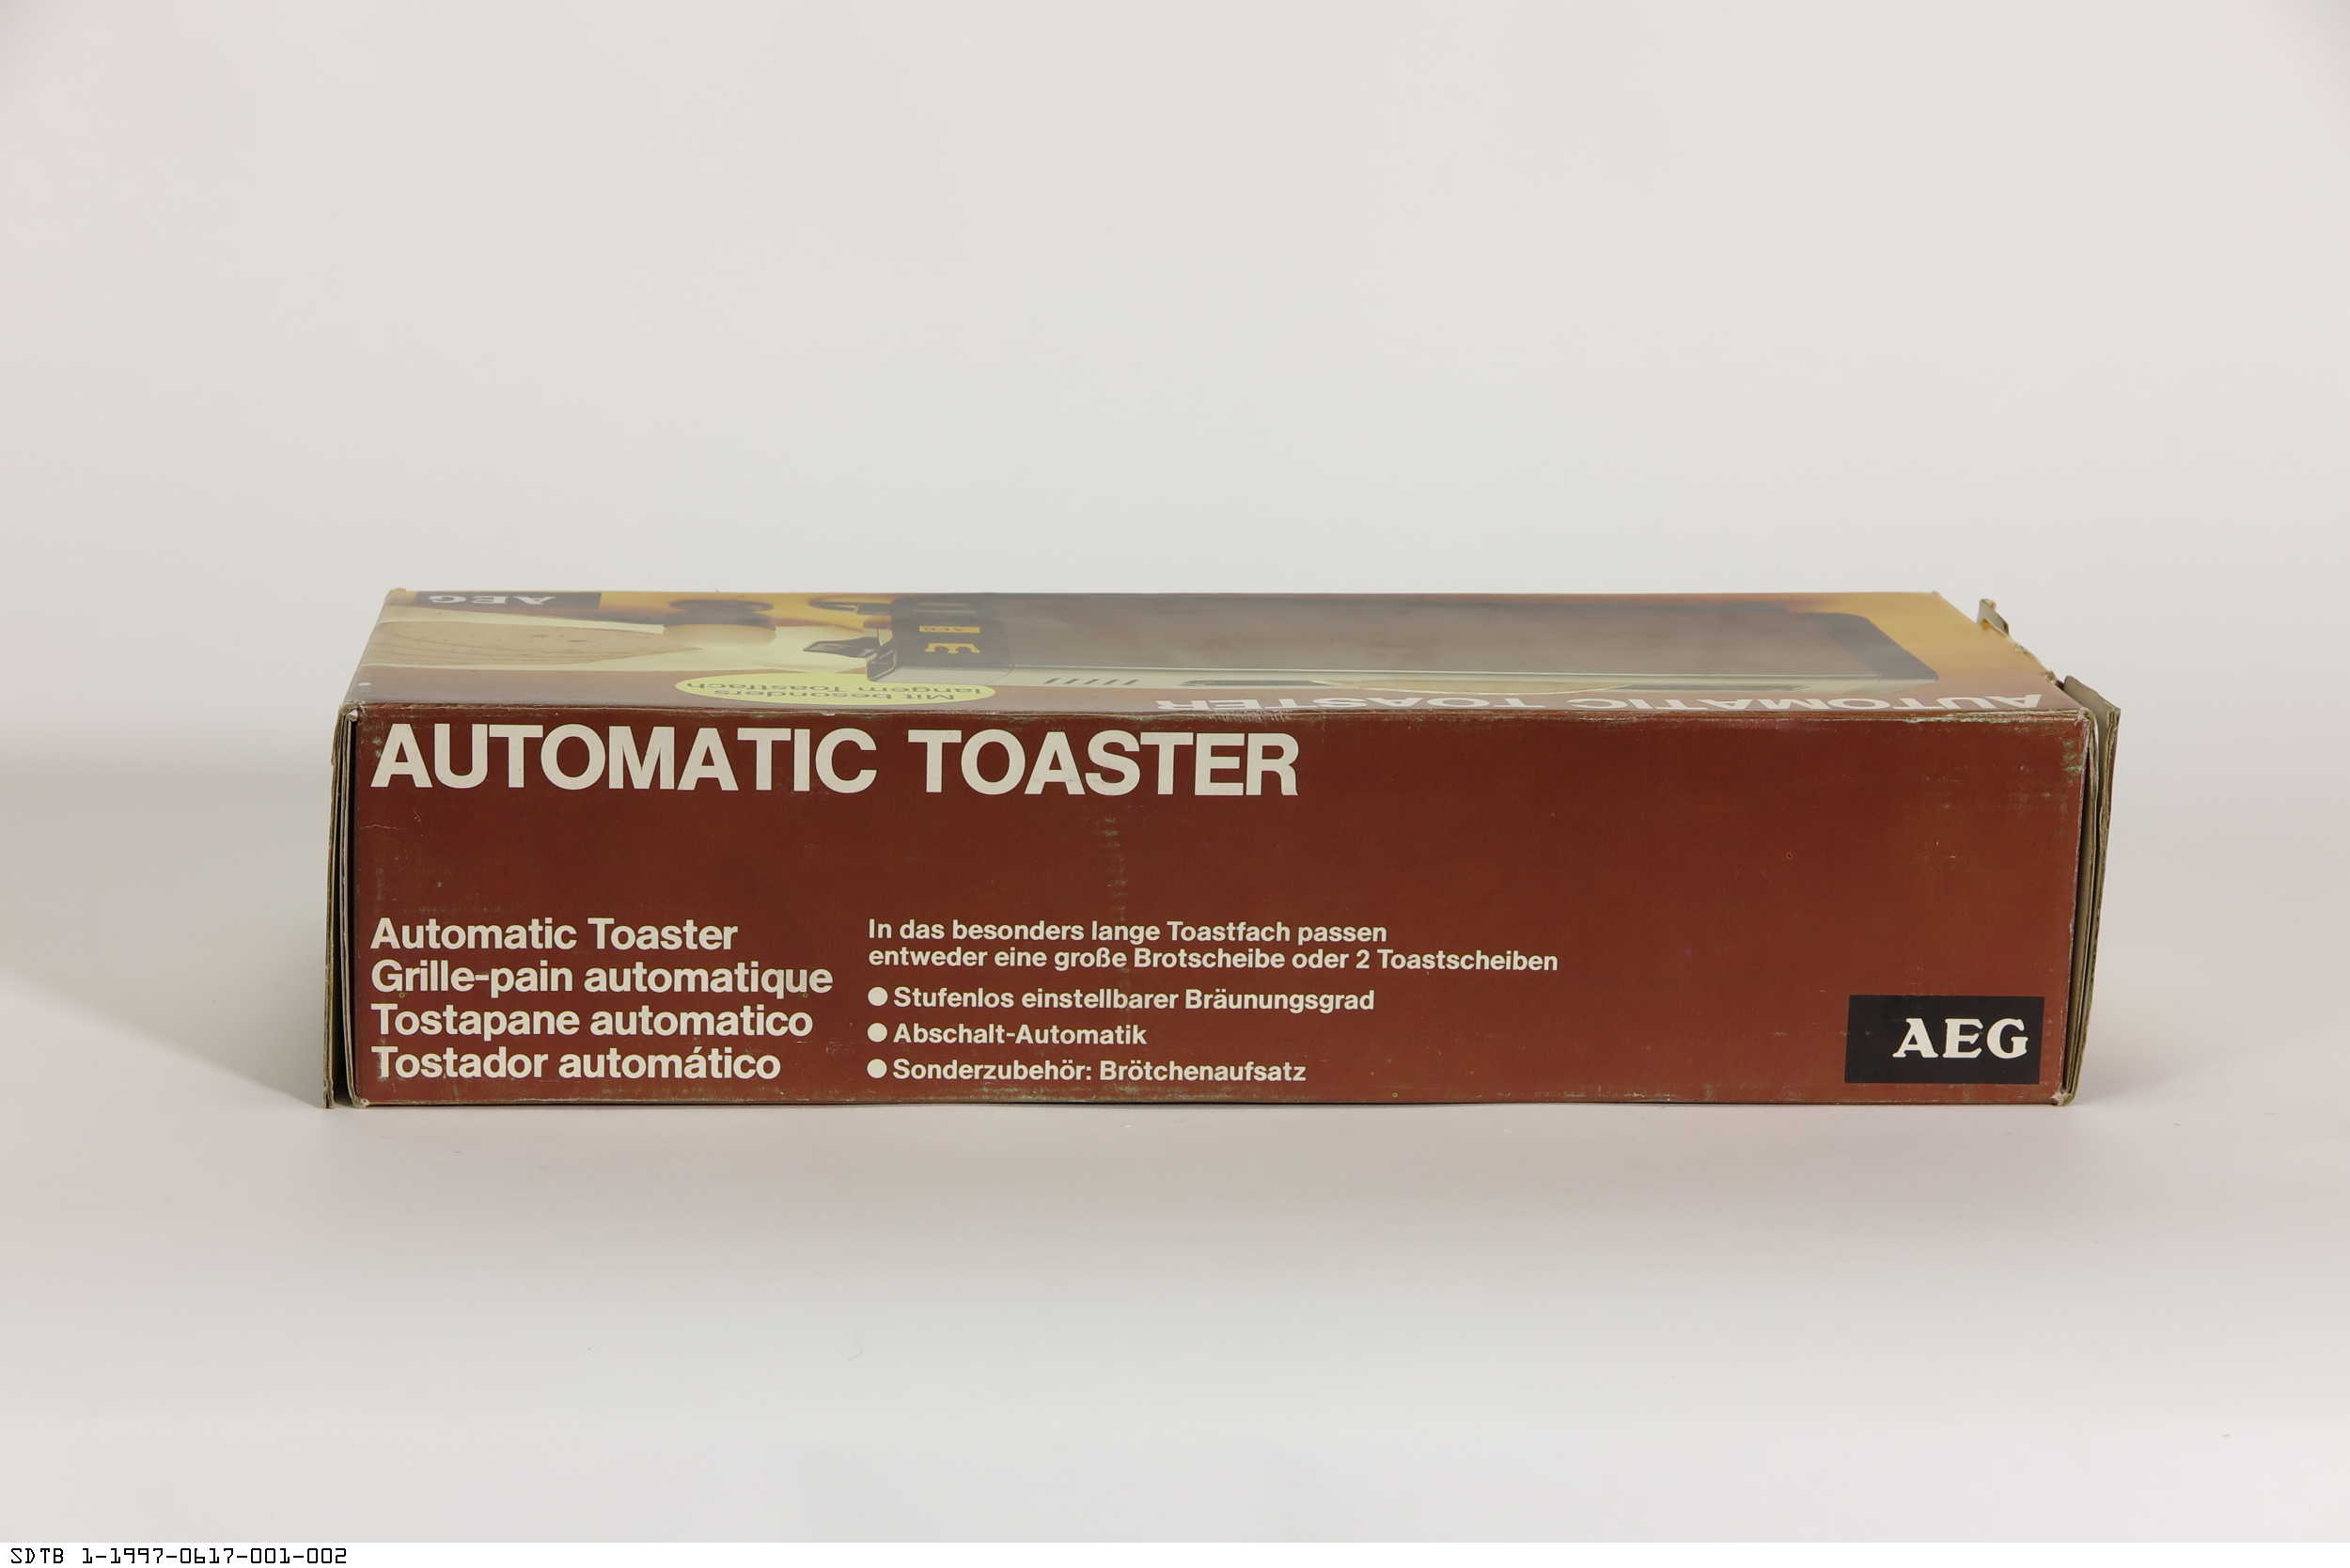 AEG
AEG
Mit besonders
langem Toastfach
AUTOMATIC TOASTER
AUTOMATIC TOASTER
Automatic Toaster
Grille-pain automatique
Tostapane automatico
Tostador automático
In das besonders lange Toastfach passen
entweder eine große Brotscheibe oder 2 Toastscheiben
● Stufenlos einstellbarer Bräunungsgrad
● Abschalt-Automatik
● Sonderzubehör: Brötchenaufsatz
AEG
SDTB 1-1997-0617-001-002